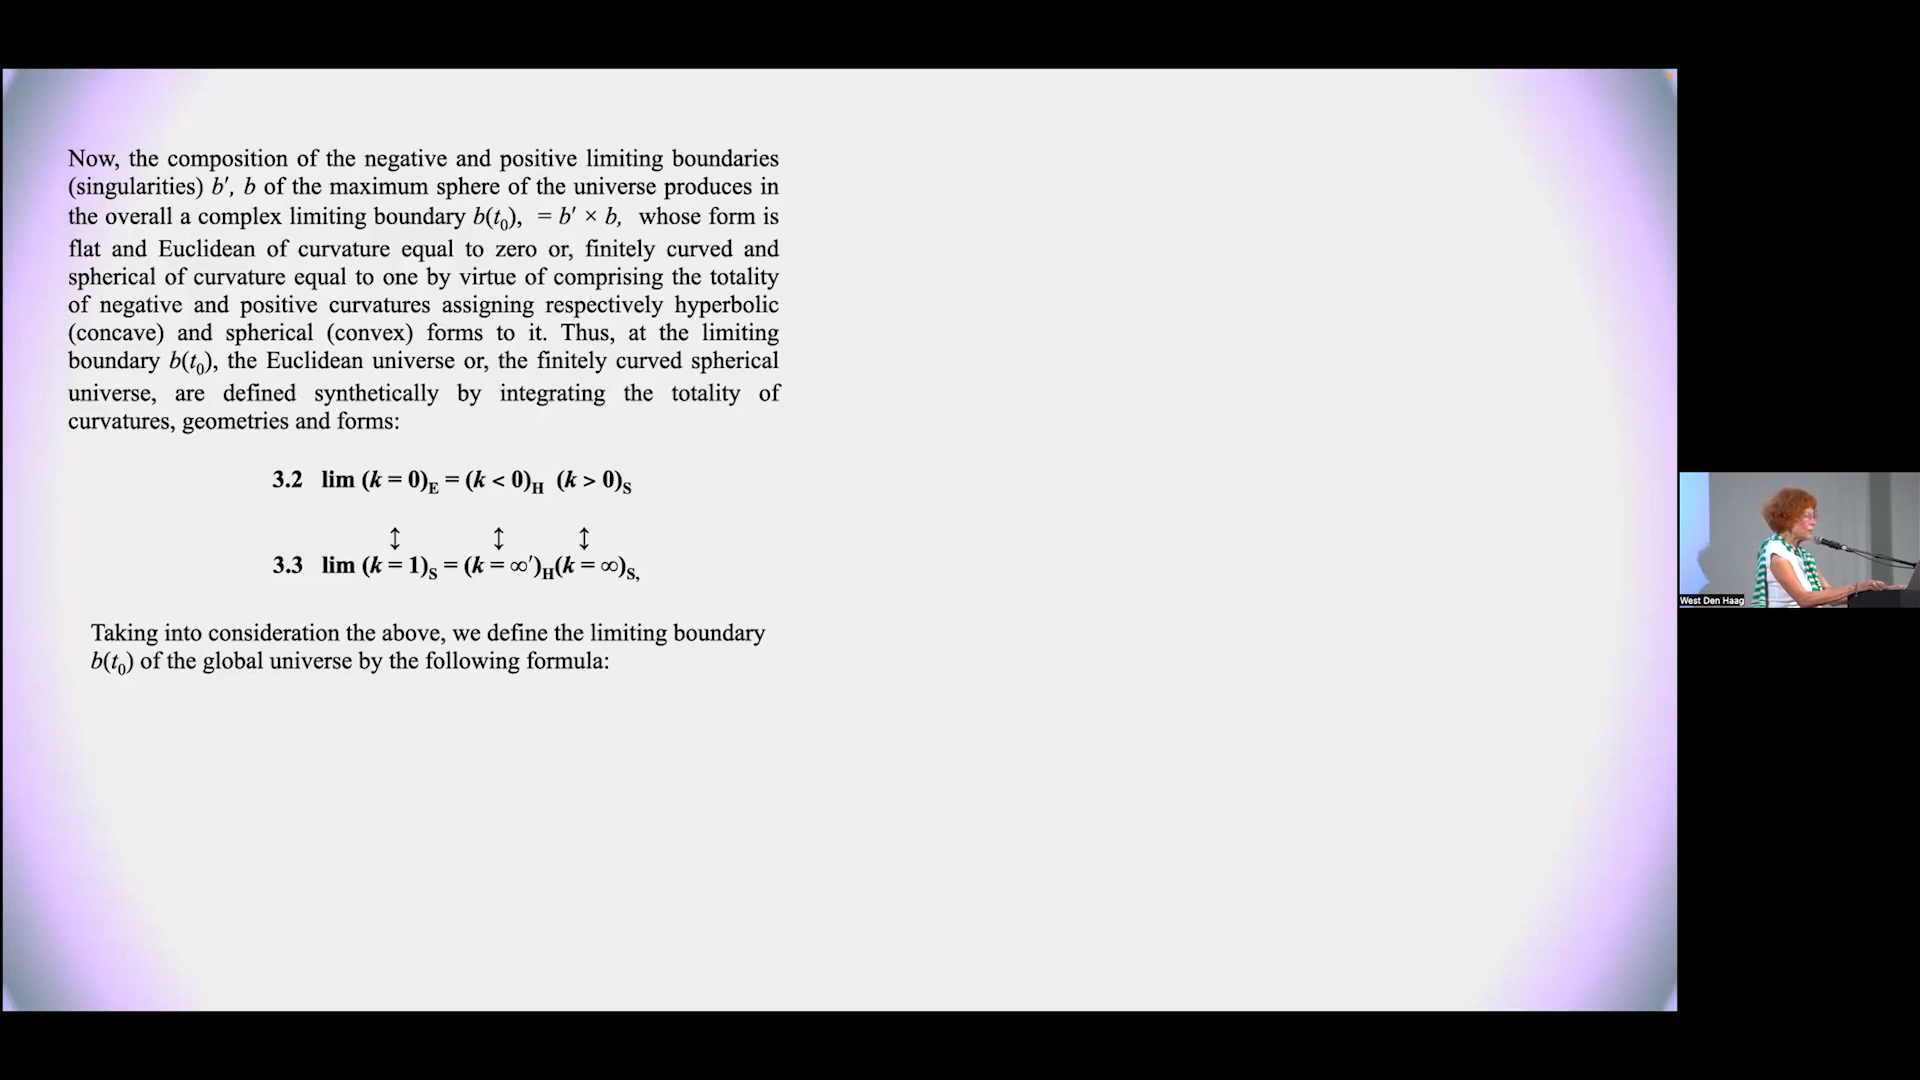 Now, the composition of the negative and positive limiting boundaries
(singularities) b′, b of the maximum sphere of the universe produces in
the overall a complex limiting boundary b(t₀), = b′ × b, whose form is
flat and Euclidean of curvature equal to zero or, finitely curved and
spherical of curvature equal to one by virtue of comprising the totality
of negative and positive curvatures assigning respectively hyperbolic
(concave) and spherical (convex) forms to it. Thus, at the limiting
boundary b(t₀), the Euclidean universe or, the finitely curved spherical
universe, are defined synthetically by integrating the totality of
curvatures, geometries and forms:
3.2 lim (k = 0)E = (k < 0)H (k > 0)S
↕ ↕ ↕
3.3 lim (k = 1)S = (k = ∞′)H(k = ∞)S,
Taking into consideration the above, we define the limiting boundary
b(t₀) of the global universe by the following formula:
West Den Haag